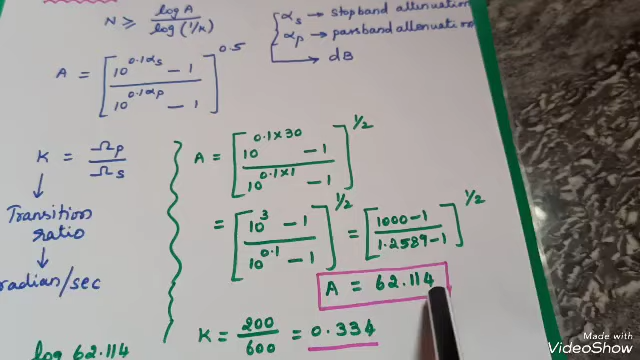 N ≥ log A / log (1/K)
αs → stopband attenuation
αp → passband attenuation
→ dB
A = [ (10^0.1αs − 1) / (10^0.1αp − 1) ]^0.5
K = Ωp / Ωs
Transition
ratio
radian/sec
A = [ (10^0.1×30 − 1) / (10^0.1×1 − 1) ]^1/2
= [ (10^3 − 1) / (10^0.1 − 1) ]^1/2 = [ (1000−1) / (1.2589−1) ]^1/2
A = 62.114
K = 200 / 600 = 0.334
log 62.114
Made with
VideoShow